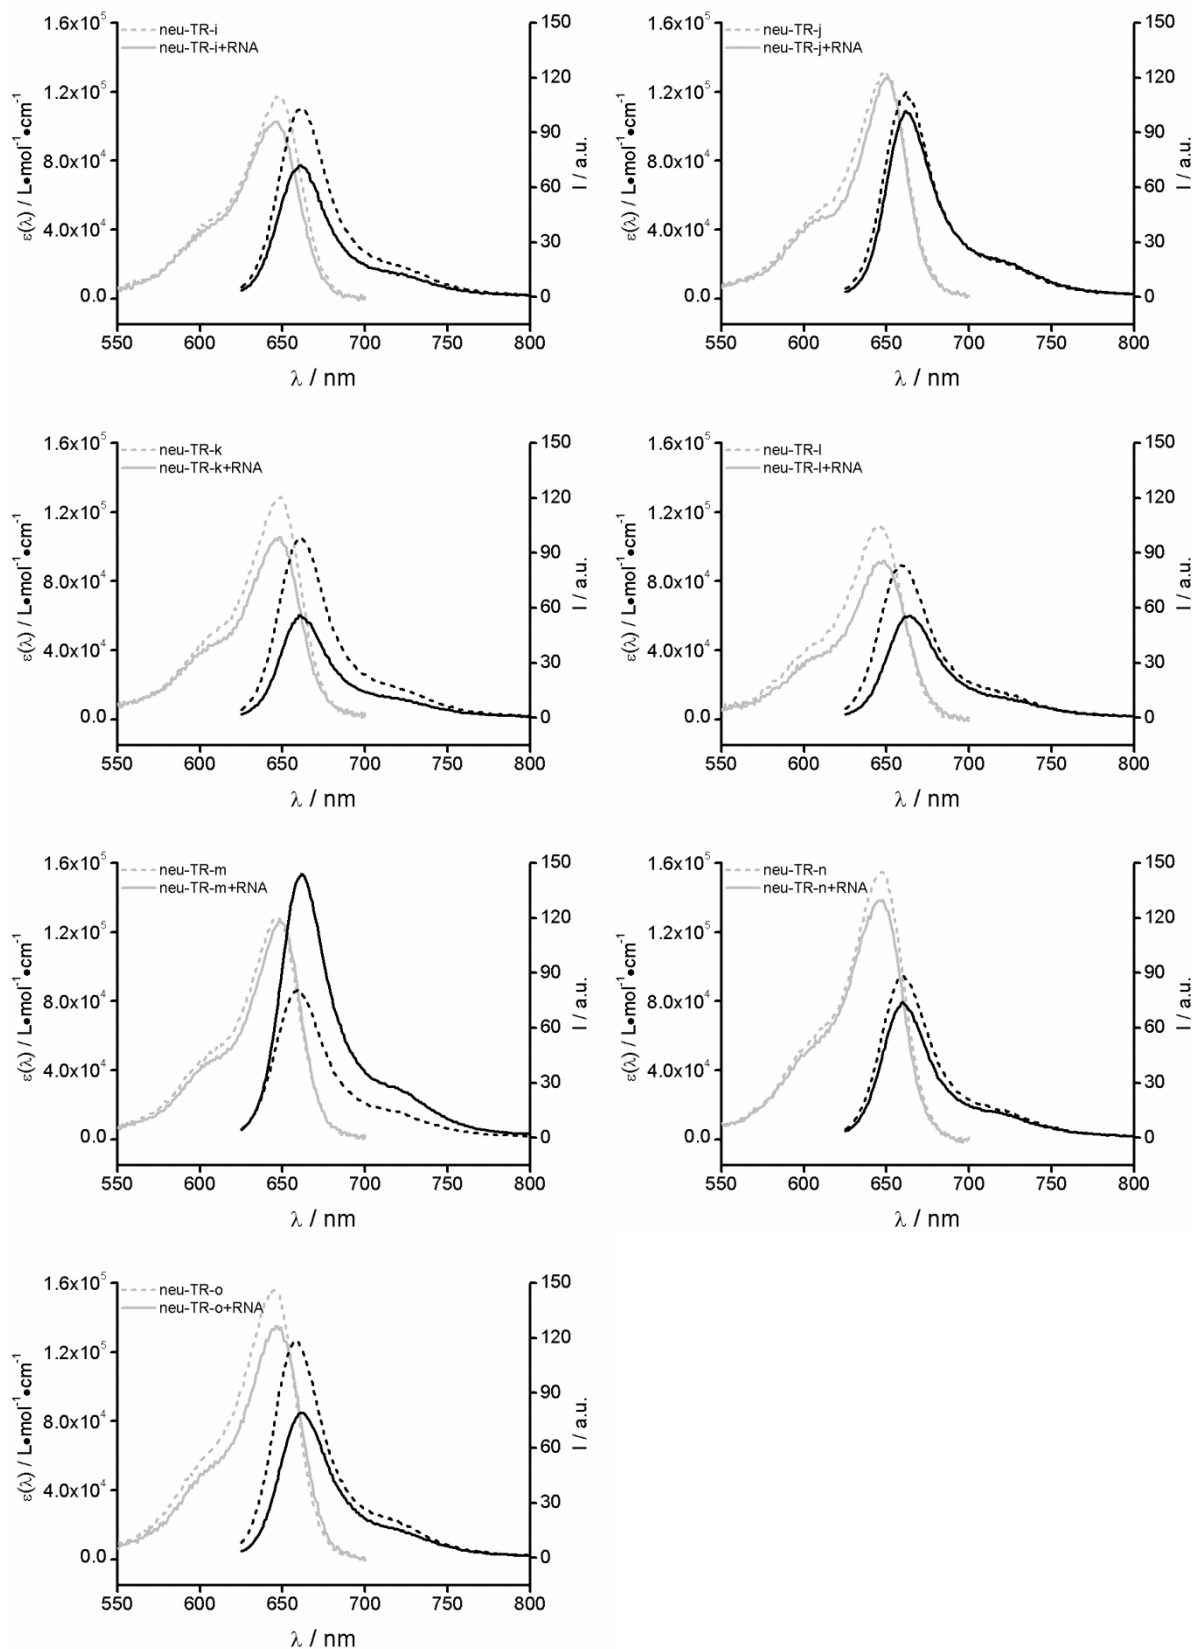 neu-TR-i
neu-TR-i+RNA
1.6x10⁵
1.2x10⁴
8.0x10⁴
4.0x10⁴
0.0
ε(λ) / L•mol⁻¹•cm⁻¹
150
120
90
60
30
0
I / a.u.
550 600 650 700 750 800
λ / nm
neu-TR-j
neu-TR-j+RNA
1.6x10⁵
1.2x10⁴
8.0x10⁴
4.0x10⁴
0.0
ε(λ) / L•mol⁻¹•cm⁻¹
150
120
90
60
30
0
I / a.u.
550 600 650 700 750 800
λ / nm
neu-TR-k
neu-TR-k+RNA
1.6x10⁵
1.2x10⁴
8.0x10⁴
4.0x10⁴
0.0
ε(λ) / L•mol⁻¹•cm⁻¹
150
120
90
60
30
0
I / a.u.
550 600 650 700 750 800
λ / nm
neu-TR-l
neu-TR-l+RNA
1.6x10⁵
1.2x10⁴
8.0x10⁴
4.0x10⁴
0.0
ε(λ) / L•mol⁻¹•cm⁻¹
150
120
90
60
30
0
I / a.u.
550 600 650 700 750 800
λ / nm
neu-TR-m
neu-TR-m+RNA
1.6x10⁵
1.2x10⁴
8.0x10⁴
4.0x10⁴
0.0
ε(λ) / L•mol⁻¹•cm⁻¹
150
120
90
60
30
0
I / a.u.
550 600 650 700 750 800
λ / nm
neu-TR-n
neu-TR-n+RNA
1.6x10⁵
1.2x10⁴
8.0x10⁴
4.0x10⁴
0.0
ε(λ) / L•mol⁻¹•cm⁻¹
150
120
90
60
30
0
I / a.u.
550 600 650 700 750 800
λ / nm
neu-TR-o
neu-TR-o+RNA
1.6x10⁵
1.2x10⁴
8.0x10⁴
4.0x10⁴
0.0
ε(λ) / L•mol⁻¹•cm⁻¹
150
120
90
60
30
0
I / a.u.
550 600 650 700 750 800
λ / nm